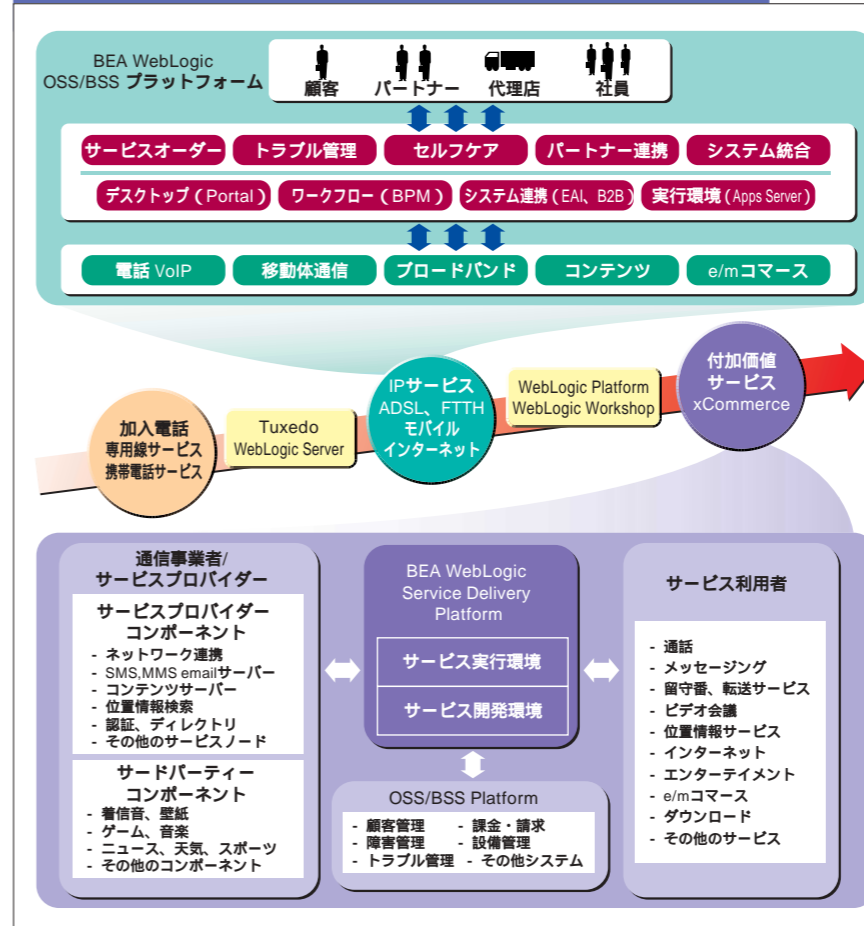 BEA WebLogic
OSS/BSS プラットフォーム
顧客
パートナー
代理店
社員
サービスオーダー
トラブル管理
セルフケア
パートナー連携
システム統合
デスクトップ（Portal）
ワークフロー（BPM）
システム連携（EAI、B2B）
実行環境（Apps Server）
電話 VoIP
移動体通信
ブロードバンド
コンテンツ
e/mコマース
加入電話
専用線サービス
携帯電話サービス
Tuxedo
WebLogic Server
IPサービス
ADSL、FTTH
モバイル
インターネット
WebLogic Platform
WebLogic Workshop
付加価値
サービス
xCommerce
通信事業者/
サービスプロバイダー
サービスプロバイダー
コンポーネント
- ネットワーク連携
- SMS,MMS emailサーバー
- コンテンツサーバー
- 位置情報検索
- 認証、ディレクトリ
- その他のサービスノード
サードパーティー
コンポーネント
- 着信音、壁紙
- ゲーム、音楽
- ニュース、天気、スポーツ
- その他のコンポーネント
BEA WebLogic
Service Delivery
Platform
サービス実行環境
サービス開発環境
OSS/BSS Platform
- 顧客管理 - 課金・請求
- 障害管理 - 設備管理
- トラブル管理 - その他システム
サービス利用者
- 通話
- メッセージング
- 留守番、転送サービス
- ビデオ会議
- 位置情報サービス
- インターネット
- エンターテイメント
- e/mコマース
- ダウンロード
- その他のサービス